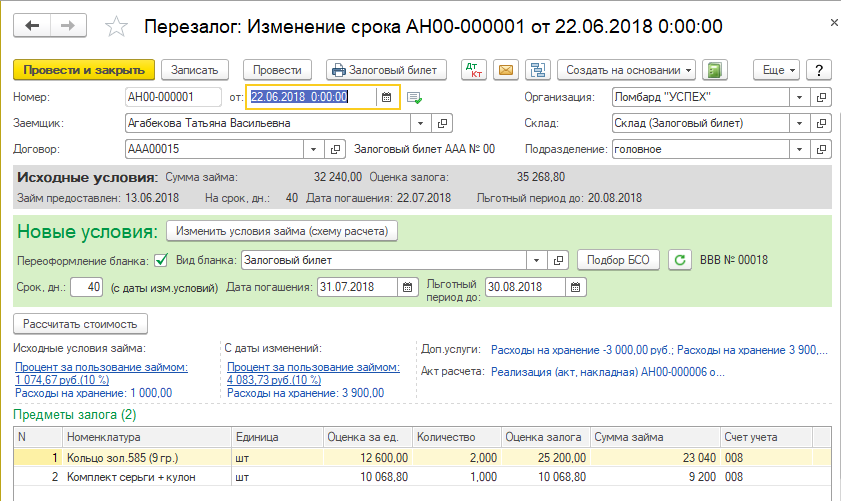 Перезалог: Изменение срока АН00-000001 от 22.06.2018 0:00:00
Провести и закрыть Записать Провести Залоговый билет Дт Кт Создать на основании Еще ?
Номер: АН00-000001 от: 22.06.2018 0:00:00 Организация: Ломбард "УСПЕХ"
Заемщик: Агабекова Татьяна Васильевна Склад: Склад (Залоговый билет)
Договор: ААА00015 Залоговый билет ААА № 00 Подразделение: головное
Исходные условия: Сумма займа: 32 240,00 Оценка залога: 35 268,80
Займ предоставлен: 13.06.2018 На срок, дн.: 40 Дата погашения: 22.07.2018 Льготный период до: 20.08.2018
Новые условия: Изменить условия займа (схему расчета)
Переоформление бланка: Вид бланка: Залоговый билет Подбор БСО ВВВ № 00018
Срок, дн.: 40 (с даты изм.условий) Дата погашения: 31.07.2018 Льготный период до: 30.08.2018
Рассчитать стоимость
Исходные условия займа: С даты изменений: Доп.услуги: Расходы на хранение -3 000,00 руб.; Расходы на хранение 3 900,...
Процент за пользование займом: Процент за пользование займом: Акт расчета: Реализация (акт, накладная) АН00-000006 о...
1 074,67 руб.(10 %) 4 083,73 руб.(10 %)
Расходы на хранение: 1 000,00 Расходы на хранение: 3 900,00
Предметы залога (2)
N Номенклатура Единица Оценка за ед. Количество Оценка залога Сумма займа Счет учета
1 Кольцо зол.585 (9 гр.) шт 12 600,00 2,000 25 200,00 23 040 008
2 Комплект серьги + кулон шт 10 068,80 1,000 10 068,80 9 200 008